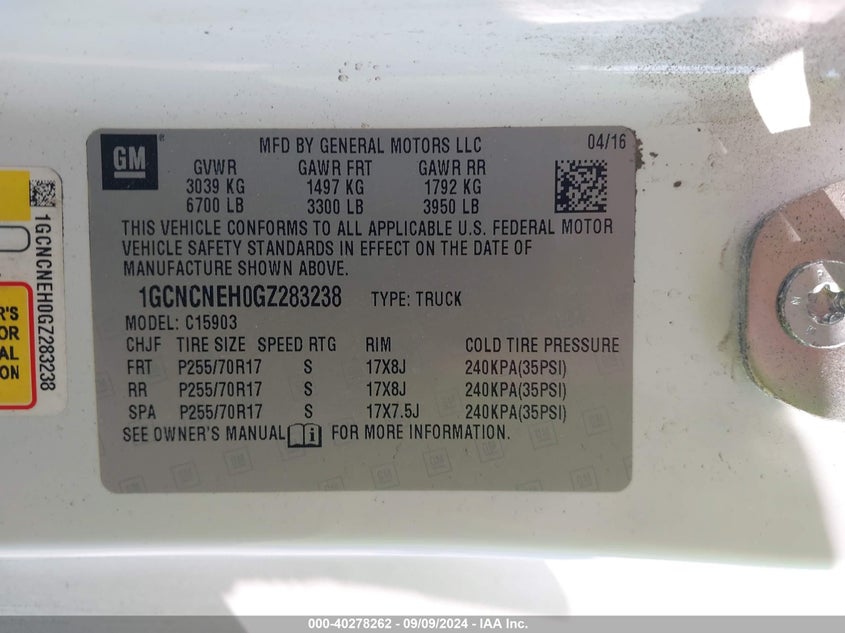 GM
®
MFD BY GENERAL MOTORS LLC 04/16
GVWR GAWR FRT GAWR RR
3039 KG 1497 KG 1792 KG
6700 LB 3300 LB 3950 LB
THIS VEHICLE CONFORMS TO ALL APPLICABLE U.S. FEDERAL MOTOR
VEHICLE SAFETY STANDARDS IN EFFECT ON THE DATE OF
MANUFACTURE SHOWN ABOVE.
1GCNCNEH0GZ283238 TYPE: TRUCK
MODEL: C15903
CHJF TIRE SIZE SPEED RTG RIM COLD TIRE PRESSURE
FRT P255/70R17 S 17X8J 240KPA(35PSI)
RR P255/70R17 S 17X8J 240KPA(35PSI)
SPA P255/70R17 S 17X7.5J 240KPA(35PSI)
SEE OWNER'S MANUAL i FOR MORE INFORMATION.
1GCNCNEH0GZ283238
R'S
OR
AL
ON
000-40278262 - 09/09/2024 - IAA Inc.